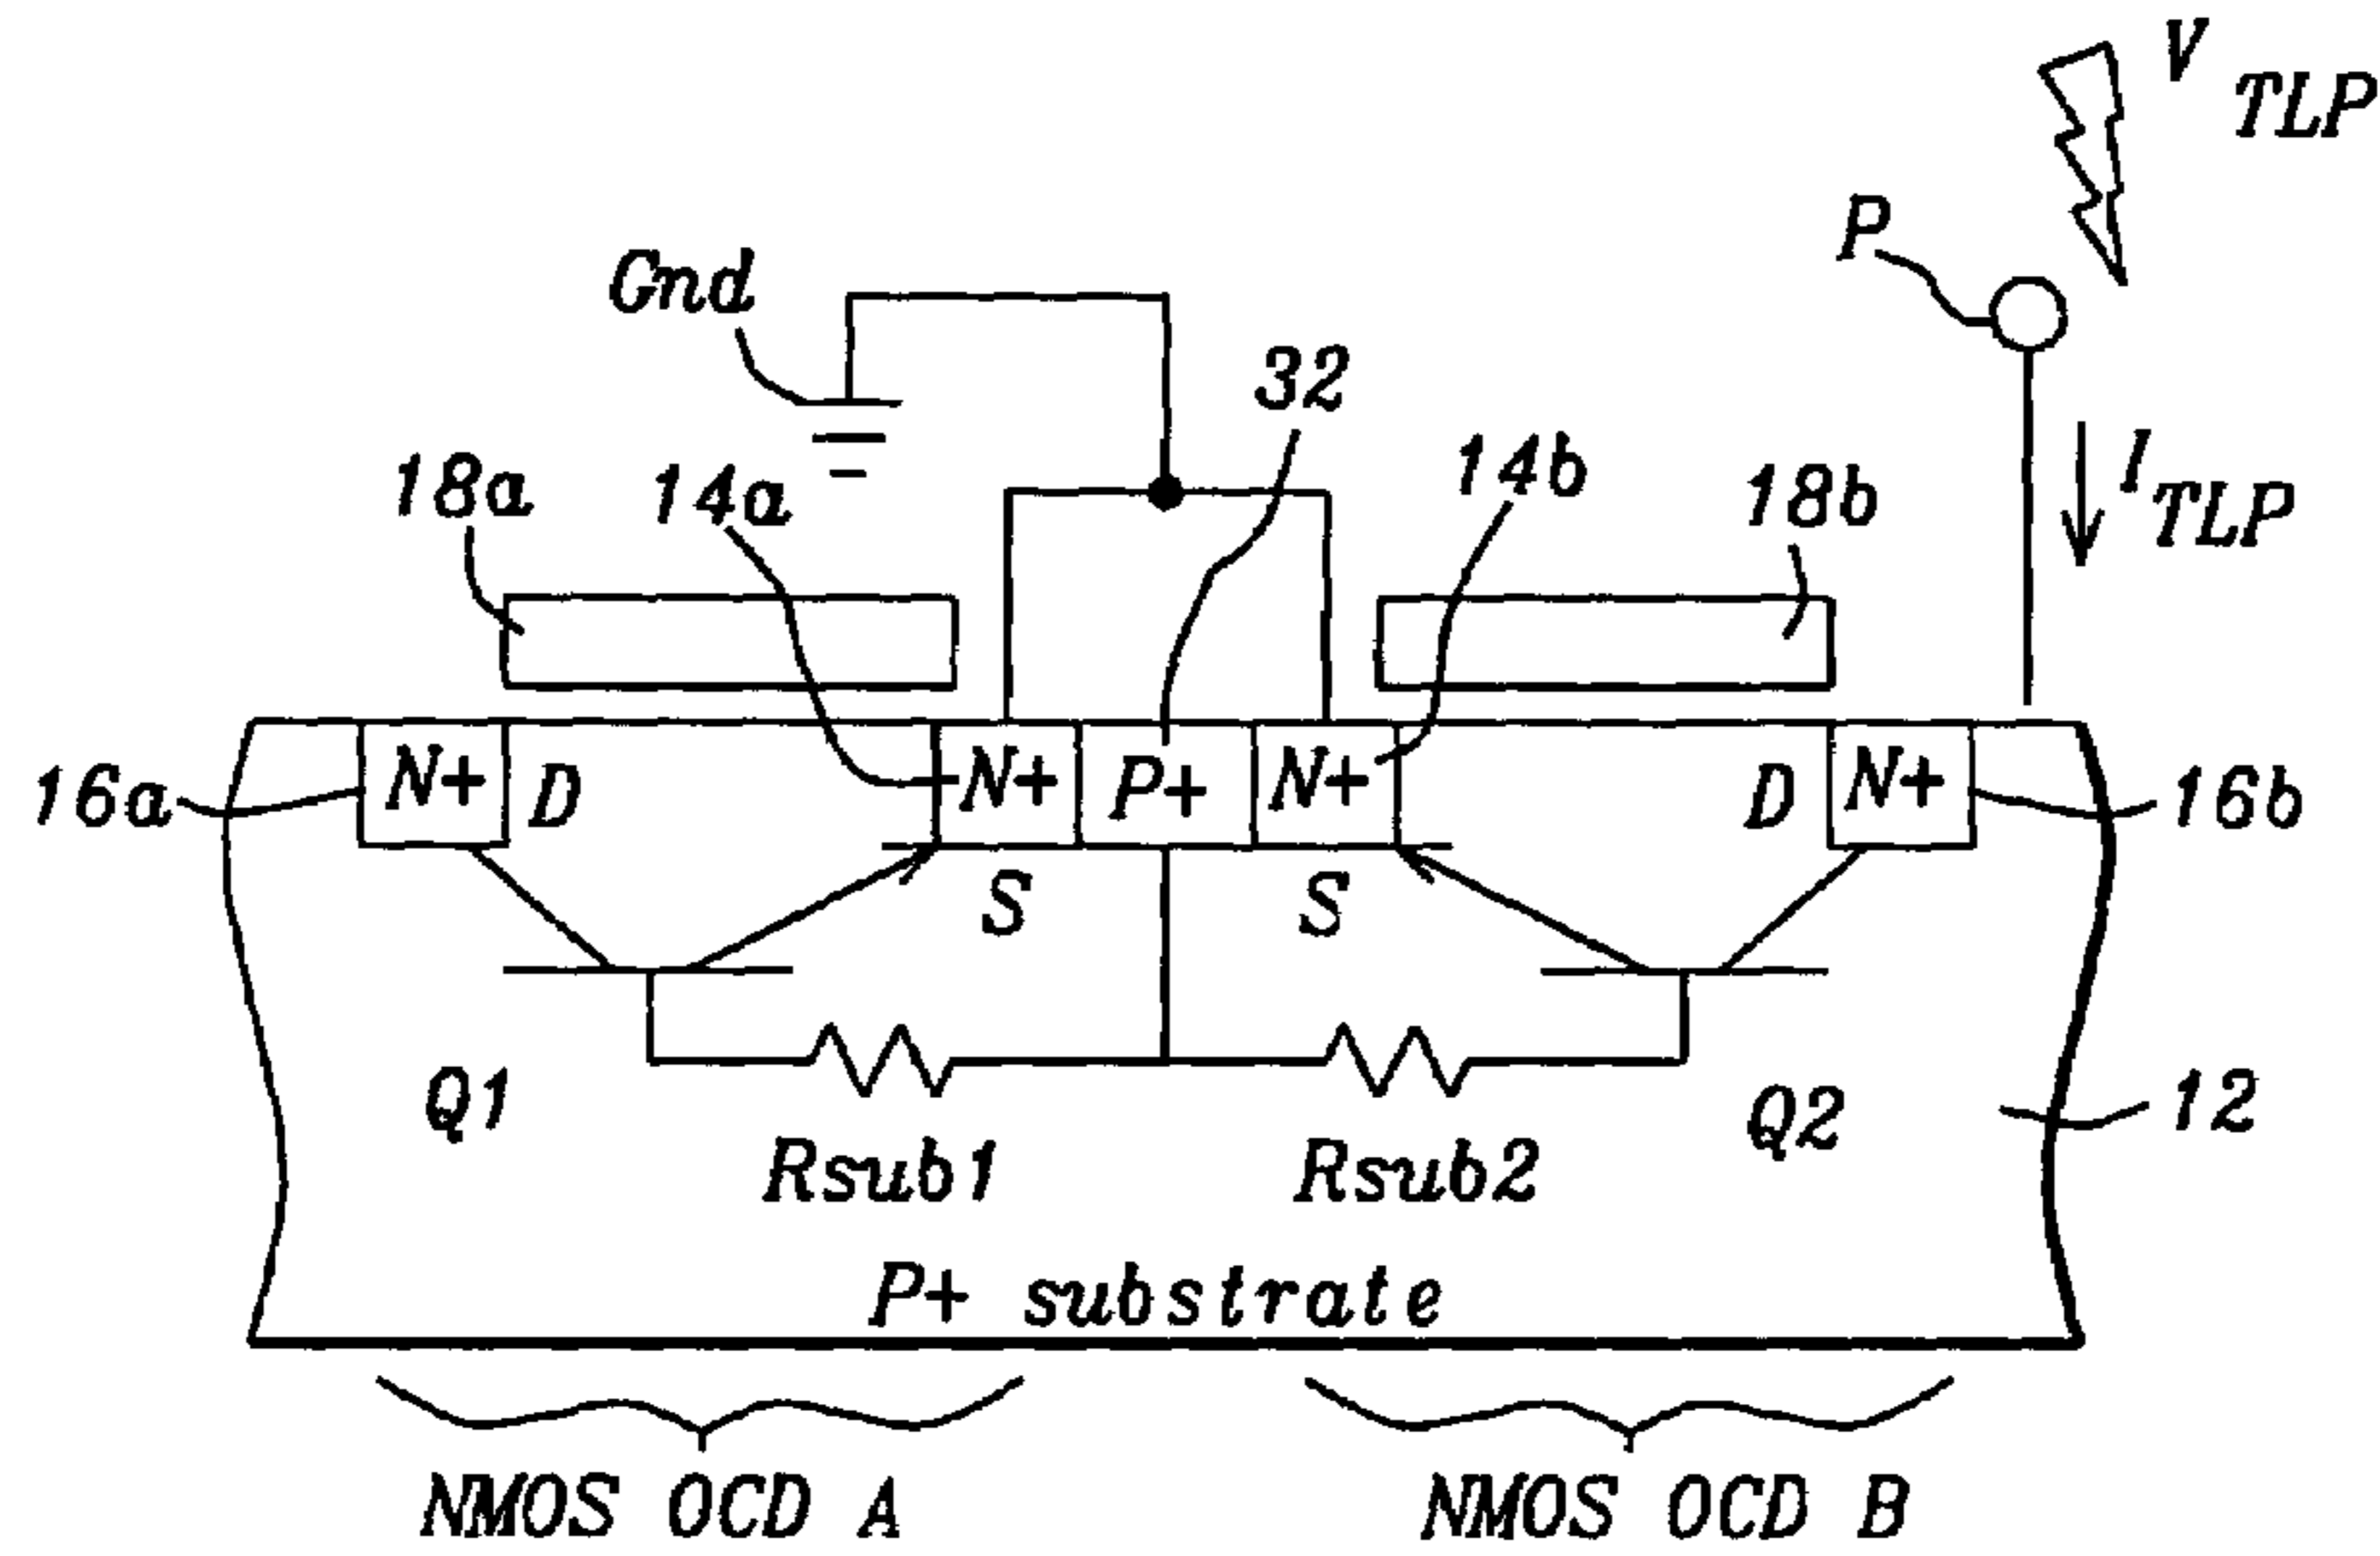 V TLP
P
Gnd
32
I TLP
18a
14a
14b
18b
16a
N+
D
N+
P+
N+
D
N+
16b
S
S
Q1
Q2
12
Rsub1
Rsub2
P+ substrate
NMOS OCD A
NMOS OCD B